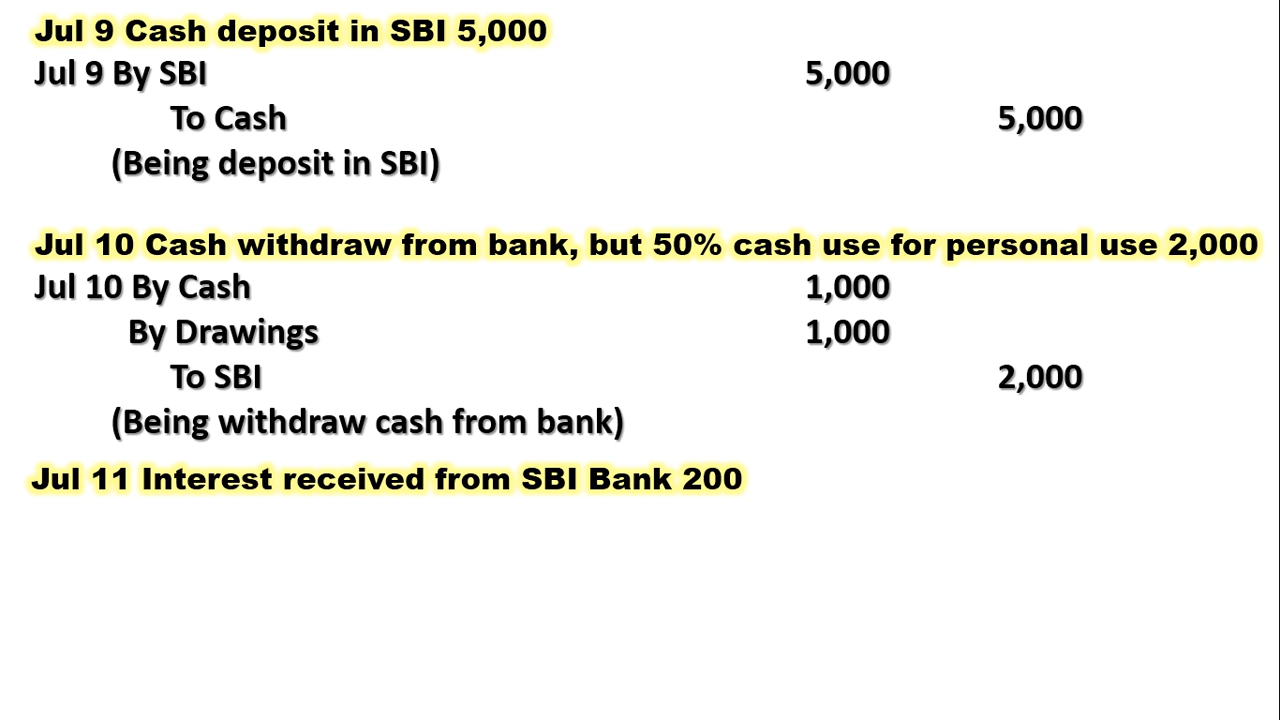 Jul 9 Cash deposit in SBI 5,000
Jul 9 By SBI 5,000
To Cash 5,000
(Being deposit in SBI)
Jul 10 Cash withdraw from bank, but 50% cash use for personal use 2,000
Jul 10 By Cash 1,000
By Drawings 1,000
To SBI 2,000
(Being withdraw cash from bank)
Jul 11 Interest received from SBI Bank 200